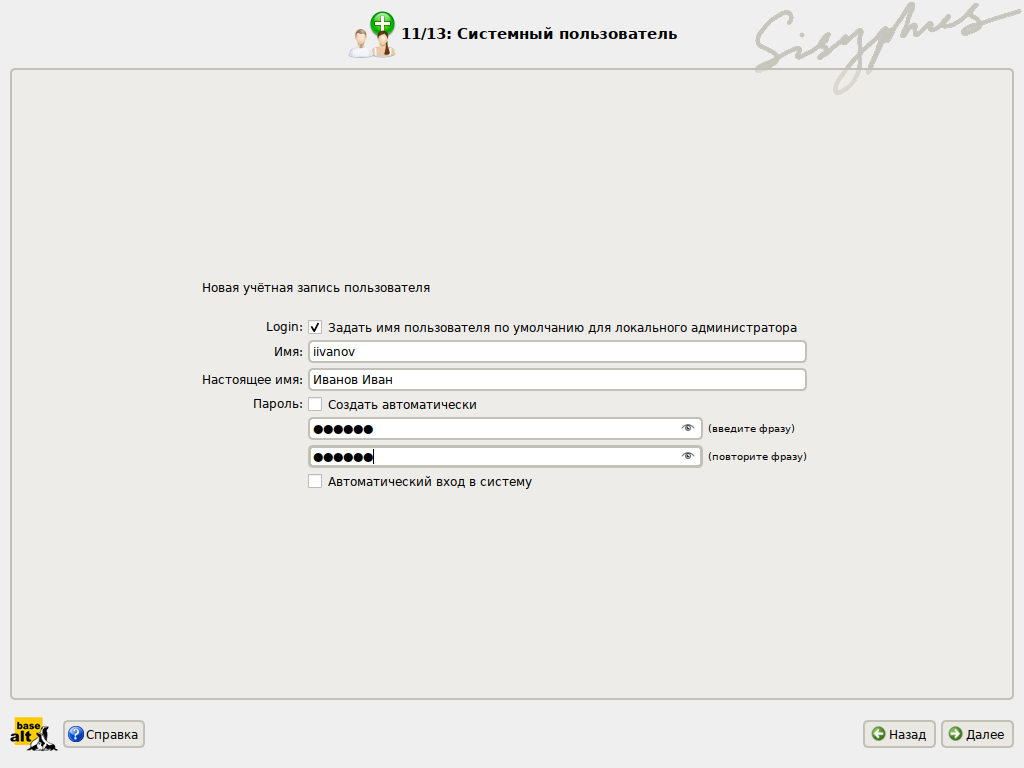 11/13: Системный пользователь
Sisyphus
Новая учётная запись пользователя
Login: Задать имя пользователя по умолчанию для локального администратора
Имя: iivanov
Настоящее имя: Иванов Иван
Пароль: Создать автоматически
●●●●●● (введите фразу)
●●●●●● (повторите фразу)
Автоматический вход в систему
base
alt
Справка
Назад
Далее